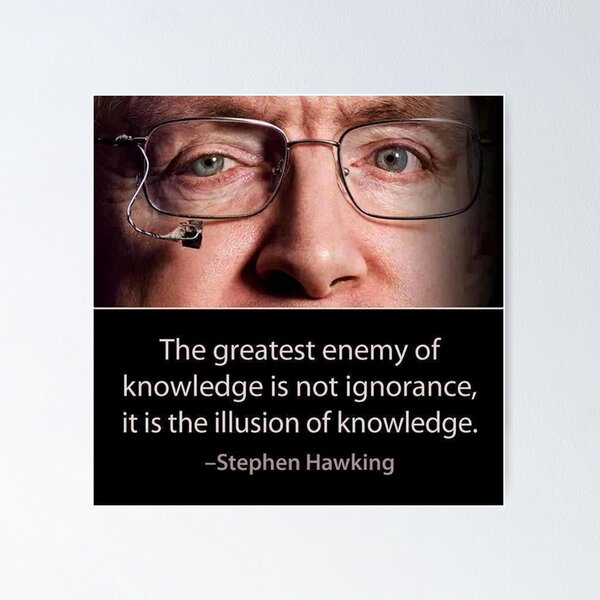 The greatest enemy of
knowledge is not ignorance,
it is the illusion of knowledge.
–Stephen Hawking